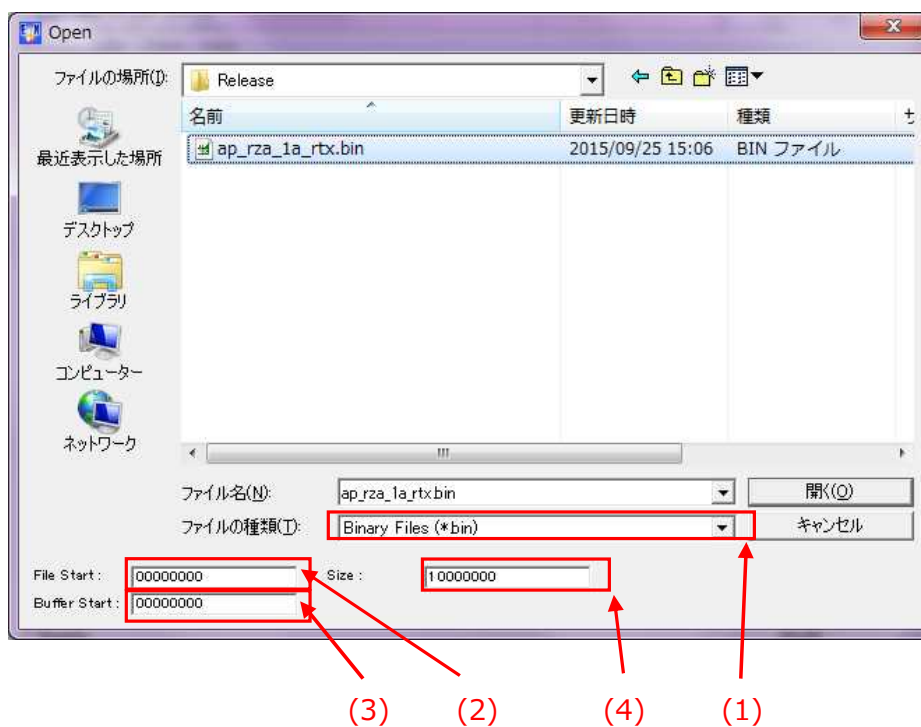 Open
ファイルの場所(I):
Release
名前
更新日時
種類
サ
ap_rza_1a_rtx.bin
2015/09/25 15:06
BIN ファイル
最近表示した場所
デスクトップ
ライブラリ
コンピューター
ネットワーク
ファイル名(N):
ap_rza_1a_rtx.bin
開く(O)
ファイルの種類(T):
Binary Files (*bin)
キャンセル
File Start :
00000000
Size :
10000000
Buffer Start :
00000000
(3)
(2)
(4)
(1)